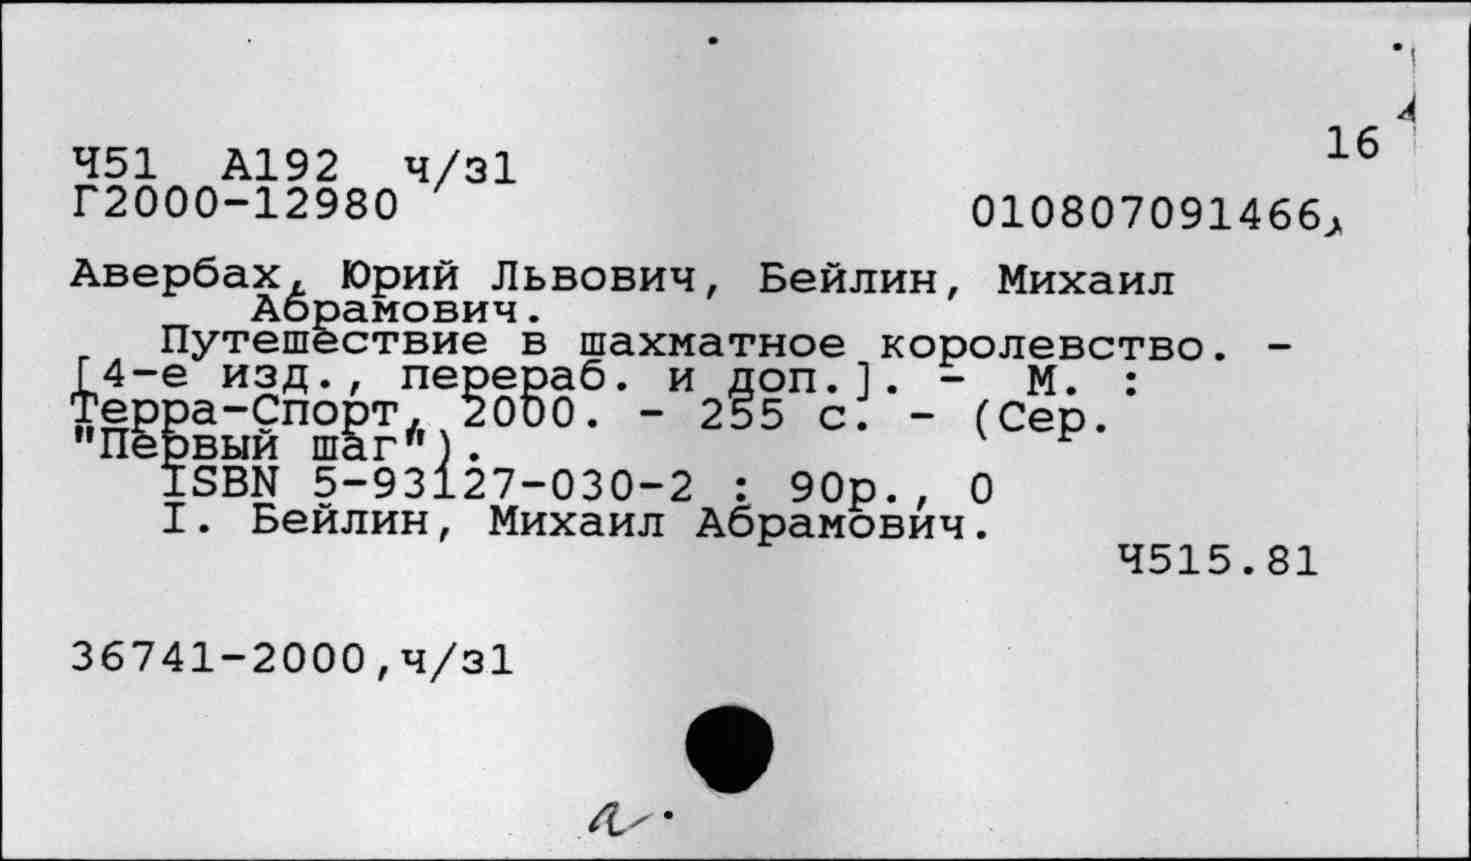 16
Ч51 А192 ч/з1
Г2000-12980
010807091466
Авербах, Юрий Львович, Бейлин, Михаил
Абрамович.
Путешествие в шахматное королевство. -
[4-е изд., перераб. и доп.]. - М. :
Терра-Спорт, 2000. - 255 с. - (Сер.
"Первый шаг").
ISBN 5-93127-030-2 : 90р., 0
I. Бейлин, Михаил Абрамович.
Ч515.81
36741-2000,ч/з1